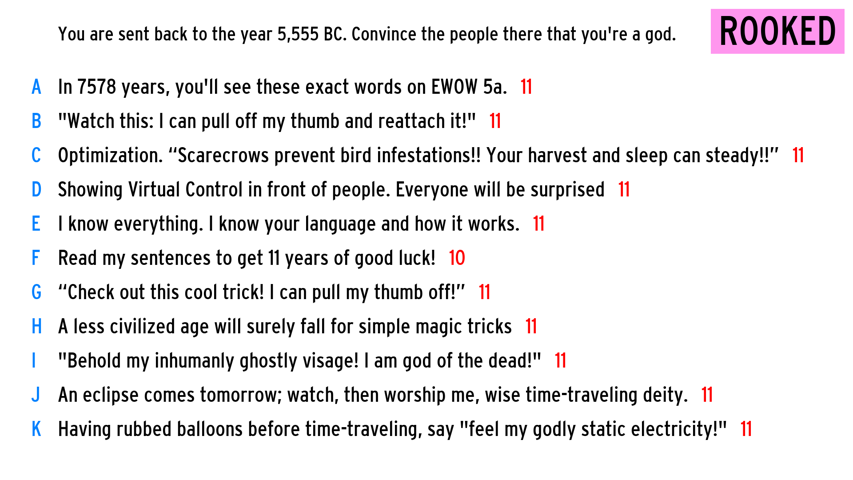 You are sent back to the year 5,555 BC. Convince the people there that you're a god.
ROOKED
A In 7578 years, you'll see these exact words on EWOW 5a. 11
B "Watch this: I can pull off my thumb and reattach it!" 11
C Optimization. “Scarecrows prevent bird infestations!! Your harvest and sleep can steady!!” 11
D Showing Virtual Control in front of people. Everyone will be surprised 11
E I know everything. I know your language and how it works. 11
F Read my sentences to get 11 years of good luck! 10
G “Check out this cool trick! I can pull my thumb off!” 11
H A less civilized age will surely fall for simple magic tricks 11
I "Behold my inhumanly ghostly visage! I am god of the dead!" 11
J An eclipse comes tomorrow; watch, then worship me, wise time-traveling deity. 11
K Having rubbed balloons before time-traveling, say "feel my godly static electricity!" 11